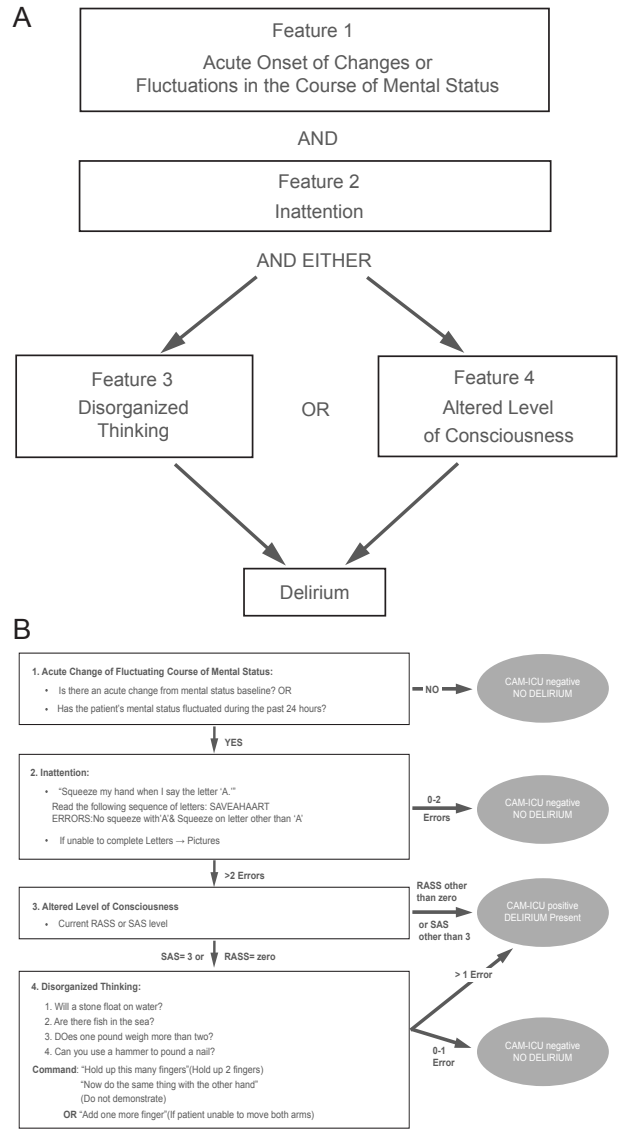 A
Feature 1
Acute Onset of Changes or
Fluctuations in the Course of Mental Status
AND
Feature 2
Inattention
AND EITHER
Feature 3
Disorganized
Thinking
OR
Feature 4
Altered Level
of Consciousness
Delirium
B
1. Acute Change of Fluctuating Course of Mental Status:
• Is there an acute change from mental status baseline? OR
• Has the patient's mental status fluctuated during the past 24 hours?
NO
CAM-ICU negative
NO DELIRIUM
YES
2. Inattention:
• “Squeeze my hand when I say the letter ‘A.’”
Read the following sequence of letters: SAVEAHAART
ERRORS:No squeeze with‘A’& Squeeze on letter other than ‘A’
• If unable to complete Letters → Pictures
0-2
Errors
CAM-ICU negative
NO DELIRIUM
>2 Errors
3. Altered Level of Consciousness
• Current RASS or SAS level
RASS other
than zero
or SAS
other than 3
CAM-ICU positive
DELIRIUM Present
SAS= 3 or RASS= zero
4. Disorganized Thinking:
1. Will a stone float on water?
2. Are there fish in the sea?
3. DOes one pound weigh more than two?
4. Can you use a hammer to pound a nail?
Command: “Hold up this many fingers”(Hold up 2 fingers)
“Now do the same thing with the other hand”
(Do not demonstrate)
OR “Add one more finger”(If patient unable to move both arms)
> 1 Error
0-1
Error
CAM-ICU negative
NO DELIRIUM